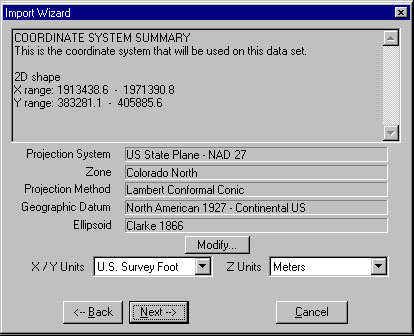 Import Wizard
COORDINATE SYSTEM SUMMARY
This is the coordinate system that will be used on this data set.
2D shape
X range: 1913438.6 - 1971390.8
Y range: 383281.1 - 405885.6
Projection System US State Plane - NAD 27
Zone Colorado North
Projection Method Lambert Conformal Conic
Geographic Datum North American 1927 - Continental US
Ellipsoid Clarke 1866
Modify...
X / Y Units U.S. Survey Foot Z Units Meters
<-- Back Next --> Cancel